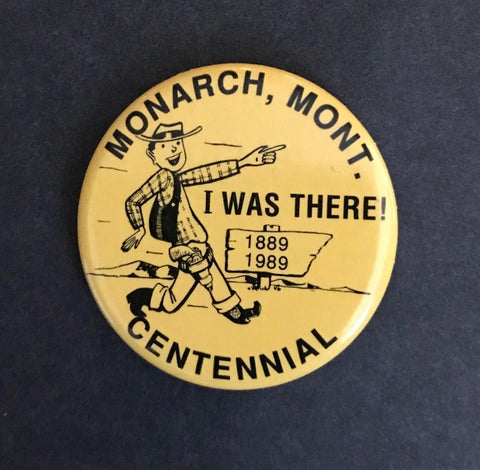 MONARCH, MONT.
I WAS THERE!
1889
1989
CENTENNIAL